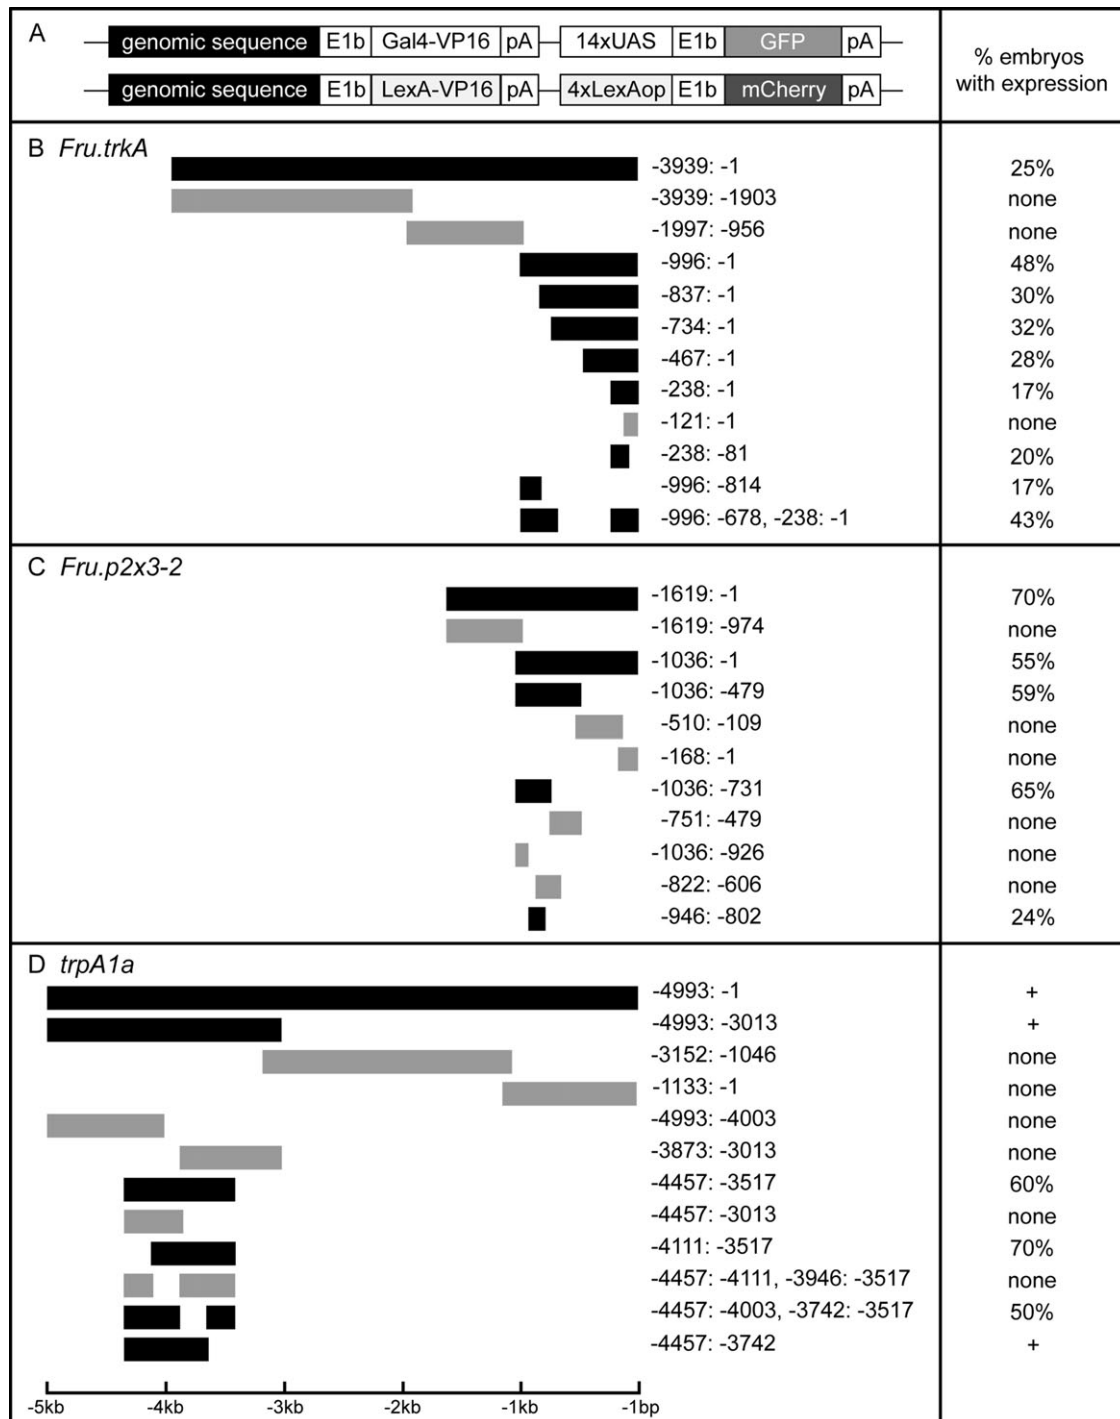 A genomic sequence E1b Gal4-VP16 pA 14xUAS E1b GFP pA
genomic sequence E1b LexA-VP16 pA 4xLexAop E1b mCherry pA
% embryos
with expression
B Fru.trkA
-3939: -1 25%
-3939: -1903 none
-1997: -956 none
-996: -1 48%
-837: -1 30%
-734: -1 32%
-467: -1 28%
-238: -1 17%
-121: -1 none
-238: -81 20%
-996: -814 17%
-996: -678, -238: -1 43%
C Fru.p2x3-2
-1619: -1 70%
-1619: -974 none
-1036: -1 55%
-1036: -479 59%
-510: -109 none
-168: -1 none
-1036: -731 65%
-751: -479 none
-1036: -926 none
-822: -606 none
-946: -802 24%
D trpA1a
-4993: -1 +
-4993: -3013 +
-3152: -1046 none
-1133: -1 none
-4993: -4003 none
-3873: -3013 none
-4457: -3517 60%
-4457: -3013 none
-4111: -3517 70%
-4457: -4111, -3946: -3517 none
-4457: -4003, -3742: -3517 50%
-4457: -3742 +
-5kb -4kb -3kb -2kb -1kb -1bp